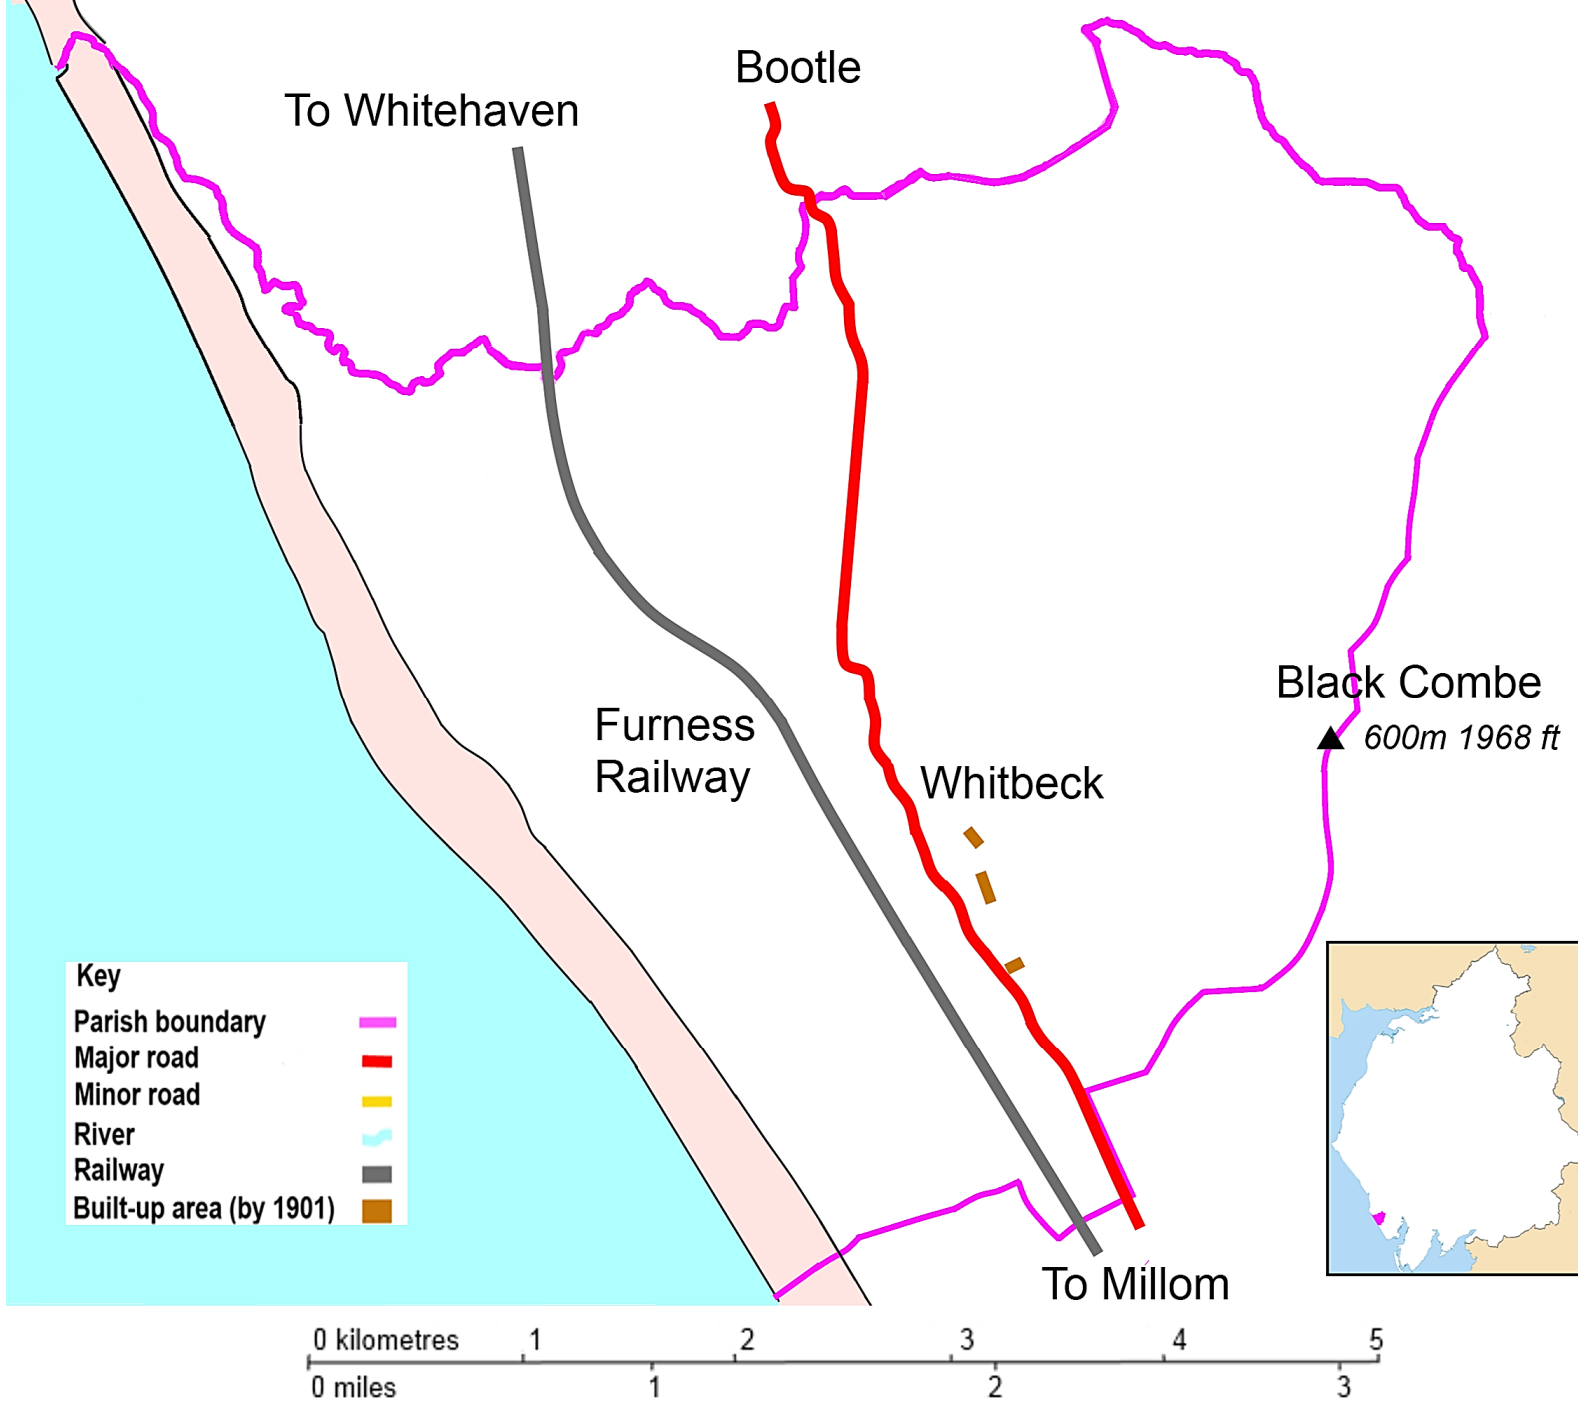 Bootle
To Whitehaven
Black Combe
600m 1968 ft
Furness
Railway
Whitbeck
Key
Parish boundary
Major road
Minor road
River
Railway
Built-up area (by 1901)
To Millom
0 kilometres 1 2 3 4 5
0 miles 1 2 3